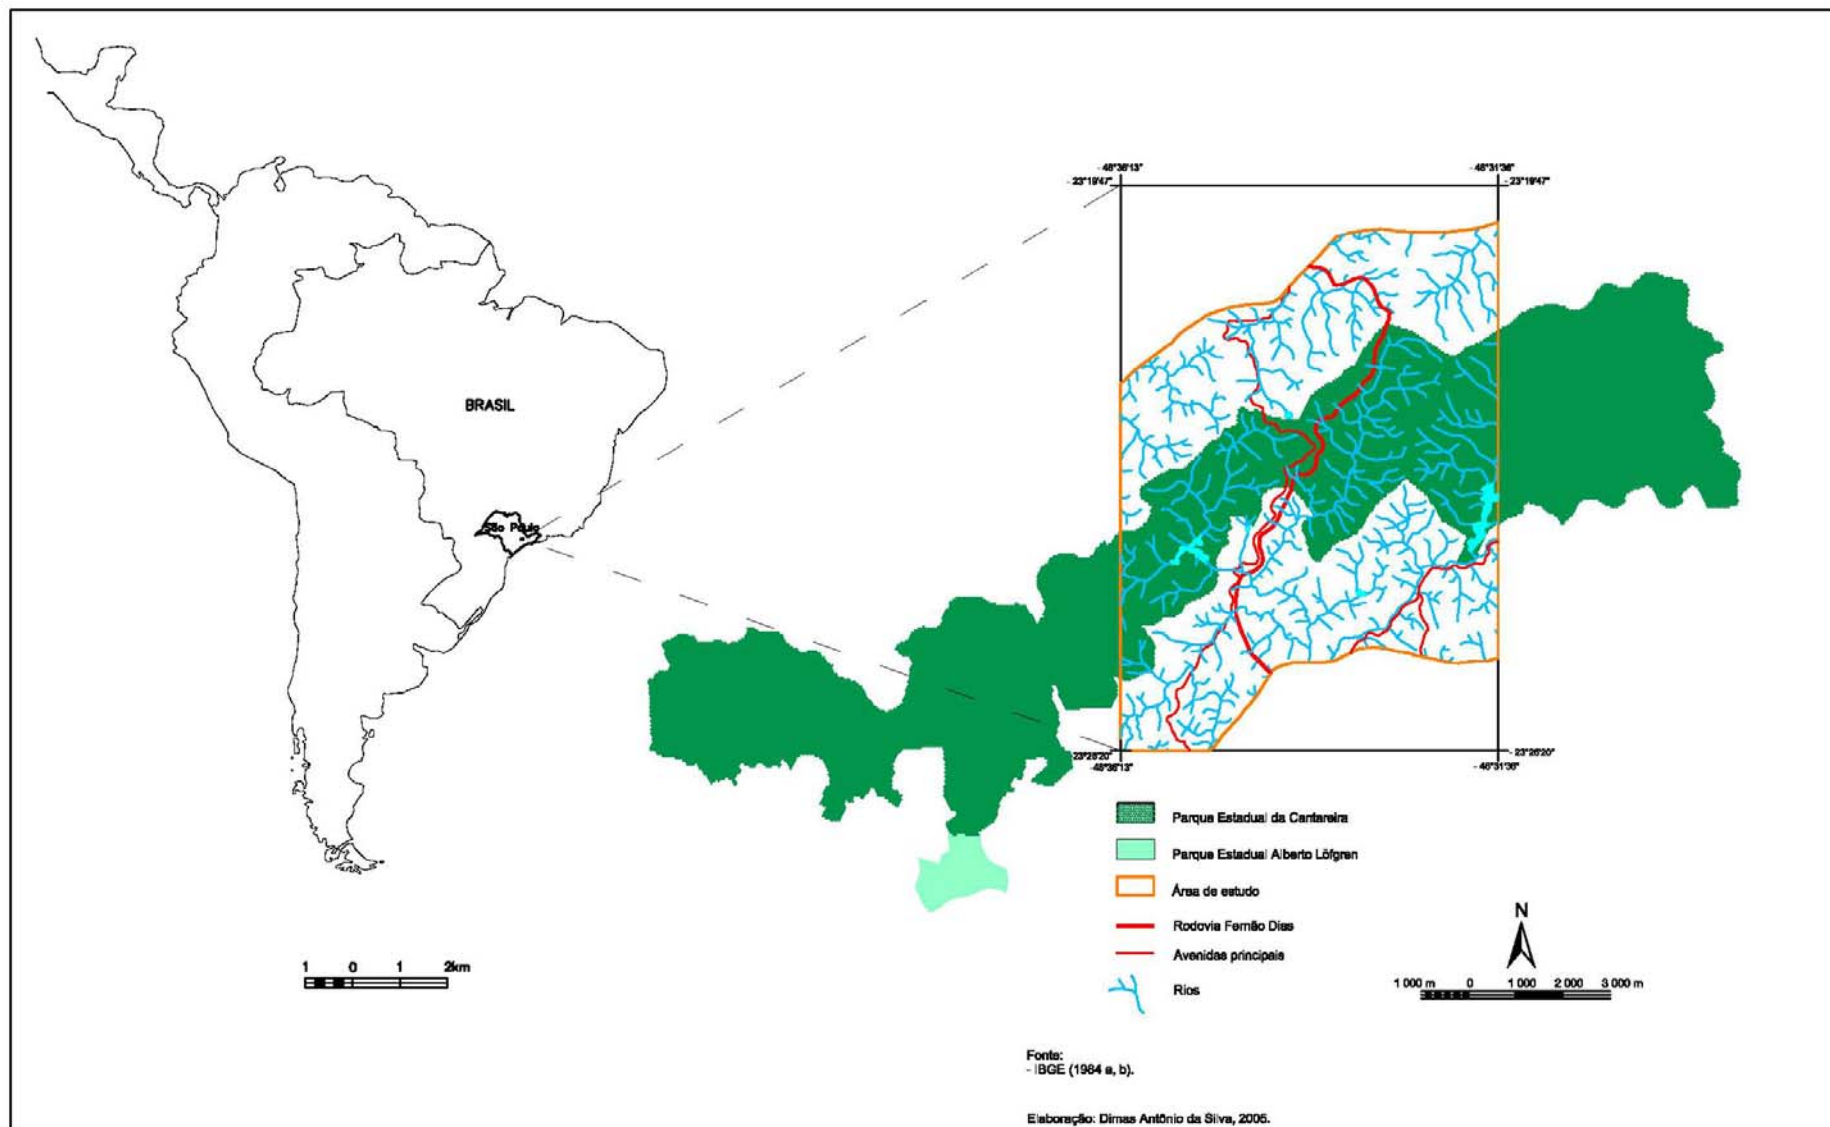 - 46°36'13"
- 46°31'36"
- 23°19'47"
- 23°19'47"
BRASIL
São Paulo
- 23°26'20"
- 23°26'20"
- 46°36'13"
- 46°31'36"
Parque Estadual da Cantareira
Parque Estadual Alberto Löfgren
Área de estudo
Rodovia Fernão Dias
Avenidas principais
Rios
N
1 0 1 2km
1 000 m 0 1 000 2 000 3 000 m
Fonte:
- IBGE (1984 a, b).
Elaboração: Dimas Antônio da Silva, 2005.